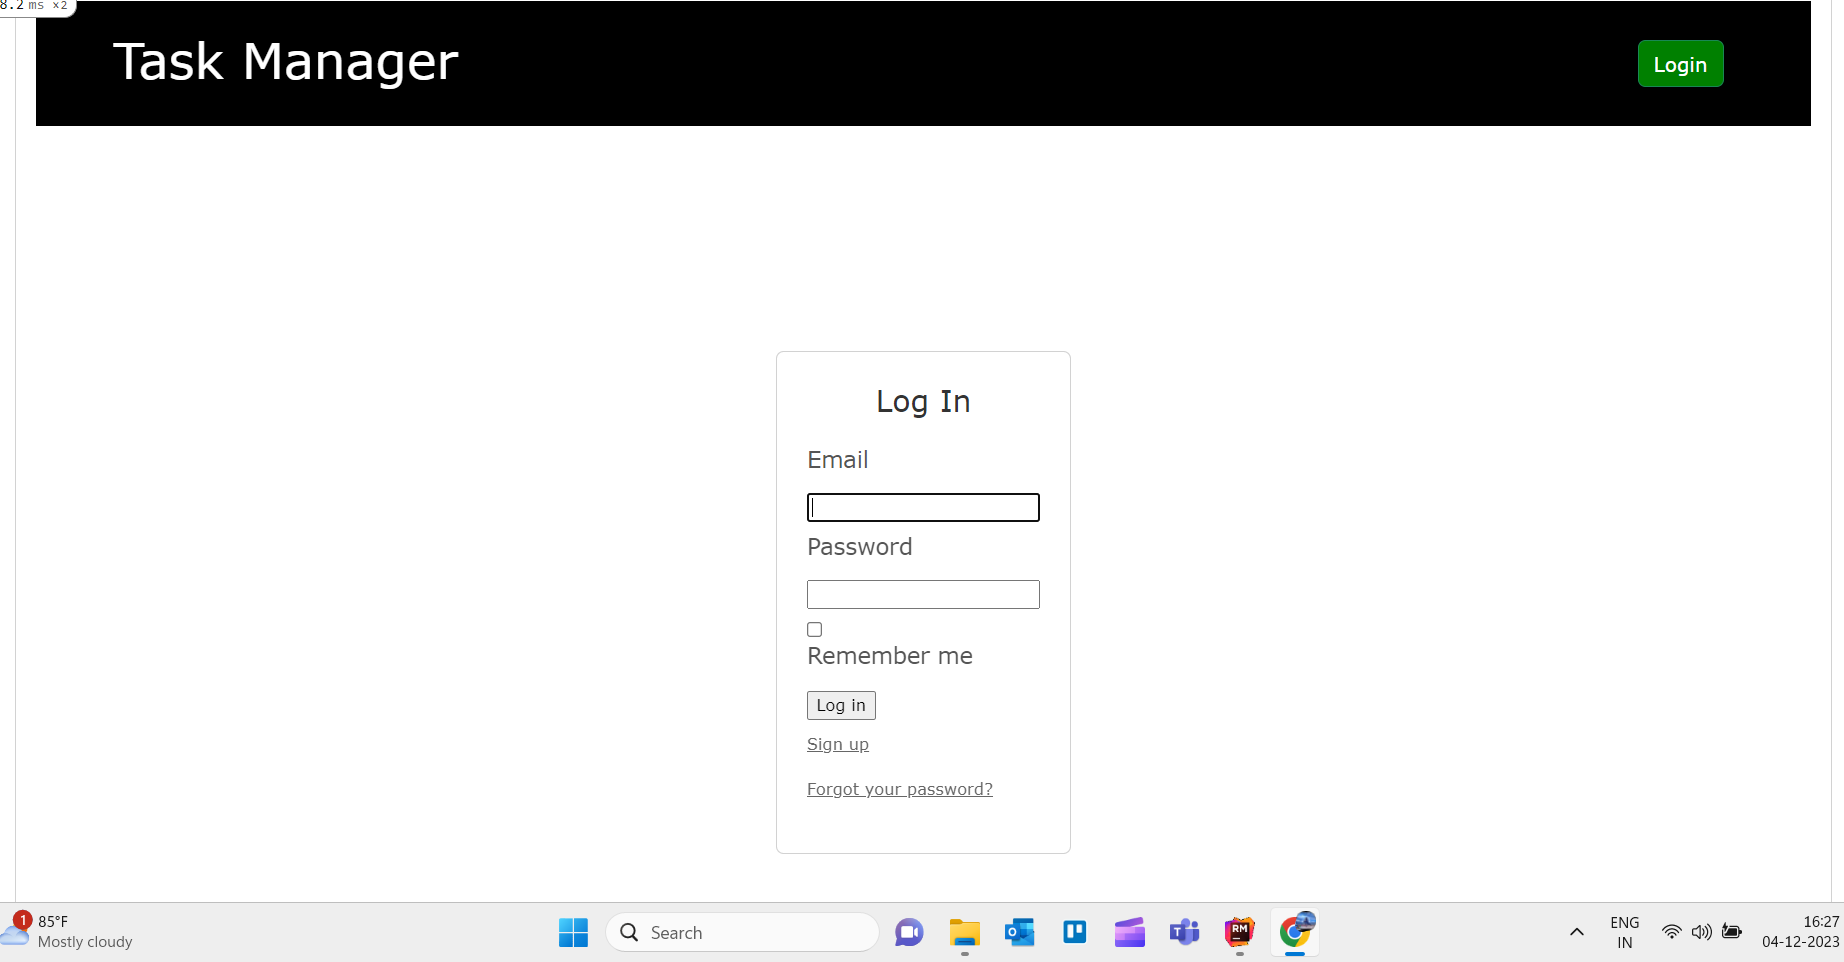 8.2 ms ×2
Task Manager
Login
Log In
Email
Password
Remember me
Log in
Sign up
Forgot your password?
1
85°F
Mostly cloudy
Search
RM
ENG
IN
16:27
04-12-2023